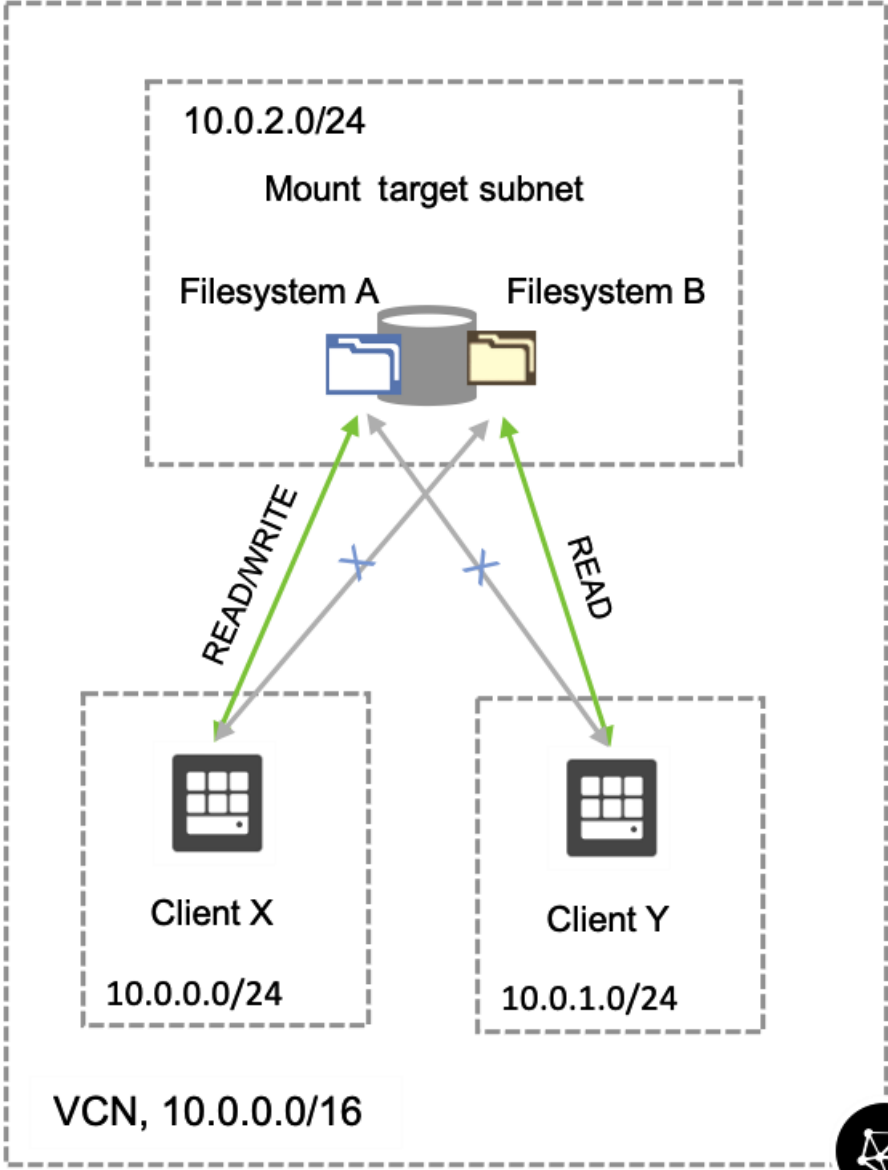 10.0.2.0/24
Mount target subnet
Filesystem A
Filesystem B
READ/WRITE
READ
Client X
Client Y
10.0.0.0/24
10.0.1.0/24
VCN, 10.0.0.0/16